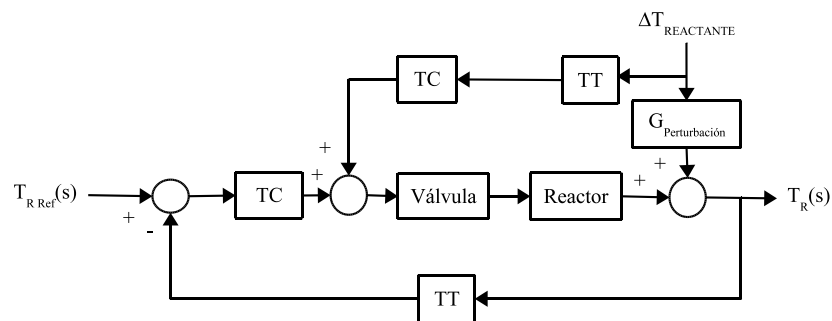 ΔT_REACTANTE
TC
TT
G_Perturbación
+
+
+
+
T_R Ref(s)
+
-
TC
Válvula
Reactor
T_R(s)
TT